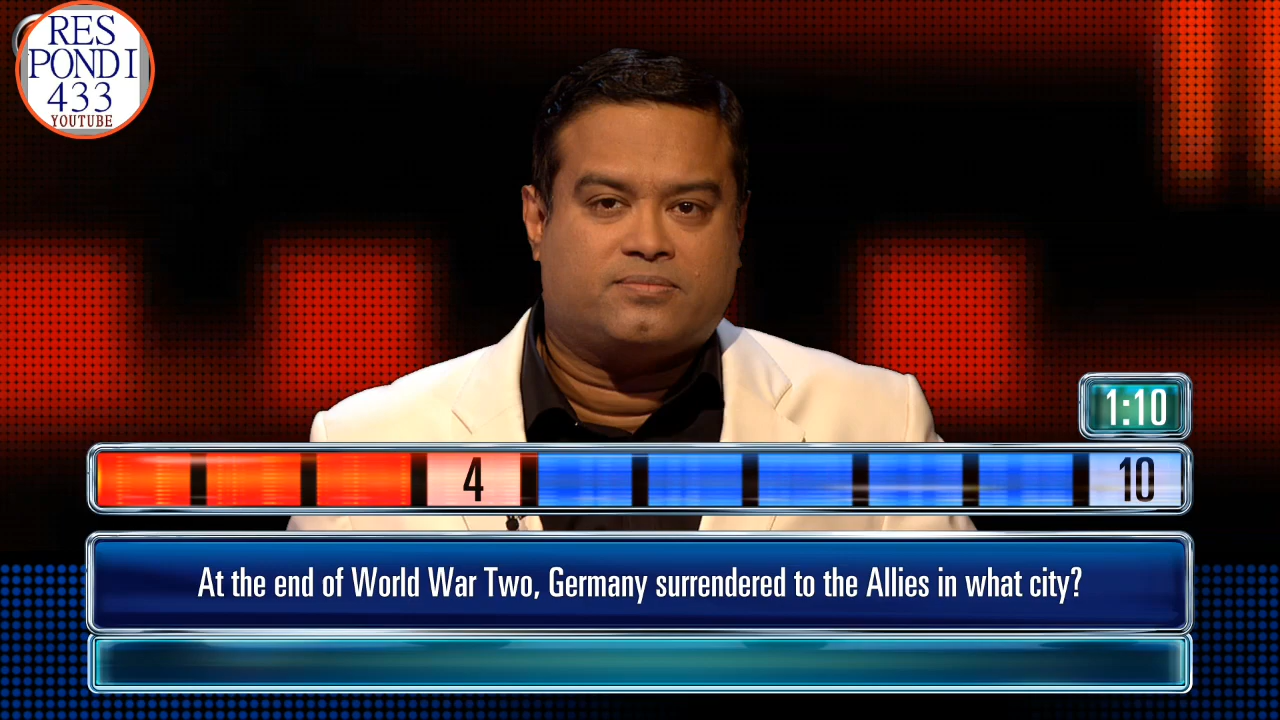 RES
POND I
433
YOUTUBE
1:10
4
10
At the end of World War Two, Germany surrendered to the Allies in what city?